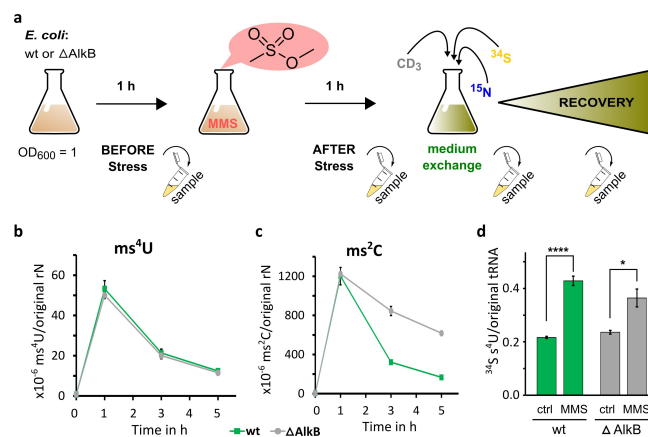 a
E. coli:
wt or ΔAlkB
OD600 = 1
1 h
BEFORE
Stress
sample
MMS
S
O
O
O
1 h
AFTER
Stress
sample
CD3
34S
15N
medium
exchange
sample
RECOVERY
sample
b
ms4U
x10-6 ms4U/original rN
60
40
20
0
0 1 2 3 4 5
Time in h
c
ms2C
x10-6 ms2C/original rN
1200
800
400
0
0 1 2 3 4 5
Time in h
wt ΔAlkB
d
34S s4U/original tRNA
0.4
0.2
0.0
****
*
ctrl MMS ctrl MMS
wt Δ AlkB